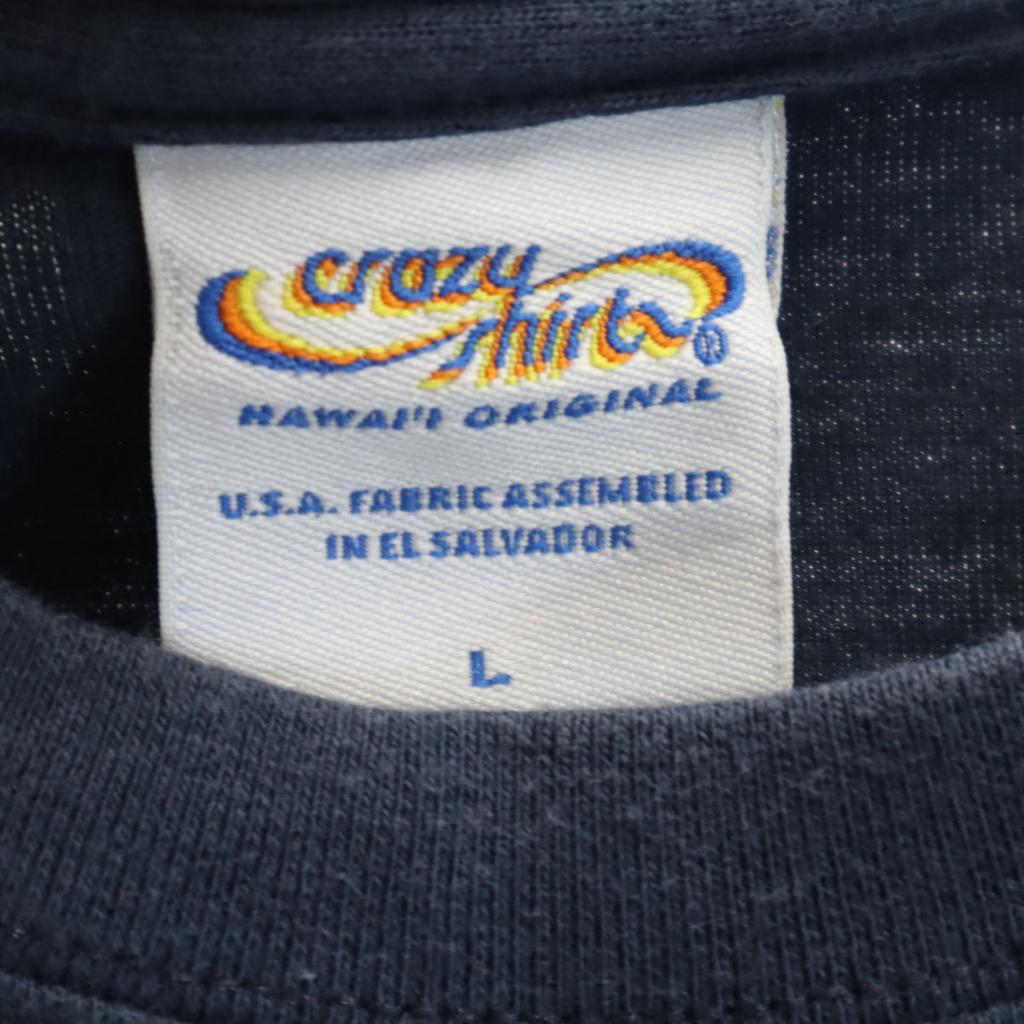 crazy
shirts®
HAWAI'I ORIGINAL
U.S.A. FABRIC ASSEMBLED
IN EL SALVADOR
L